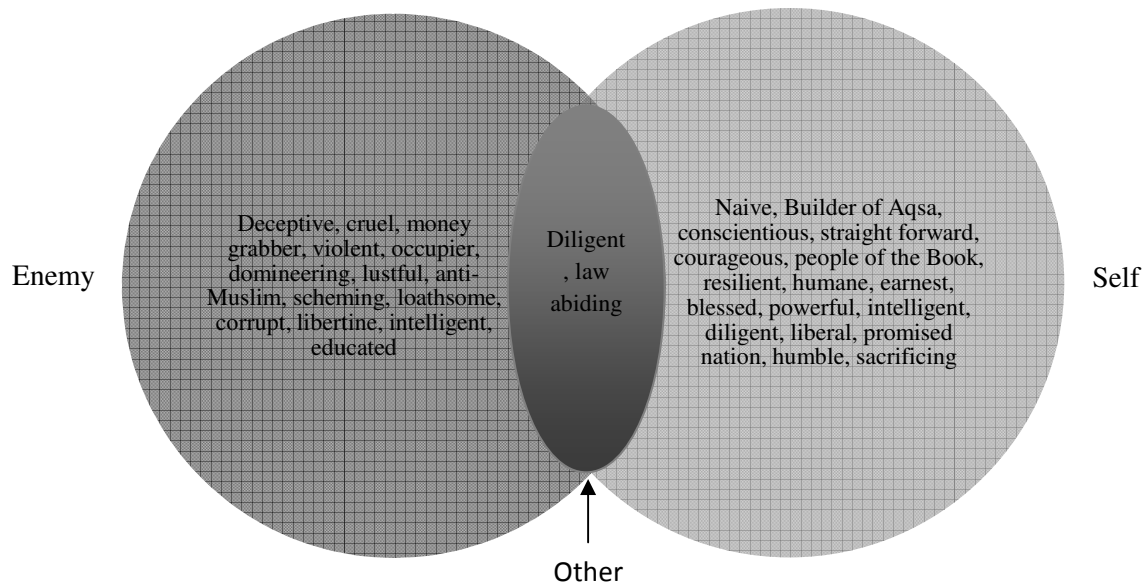 Enemy
Deceptive, cruel, money
grabber, violent, occupier,
domineering, lustful, anti-
Muslim, scheming, loathsome,
corrupt, libertine, intelligent,
educated
Diligent
, law
abiding
Naive, Builder of Aqsa,
conscientious, straight forward,
courageous, people of the Book,
resilient, humane, earnest,
blessed, powerful, intelligent,
diligent, liberal, promised
nation, humble, sacrificing
Self
Other